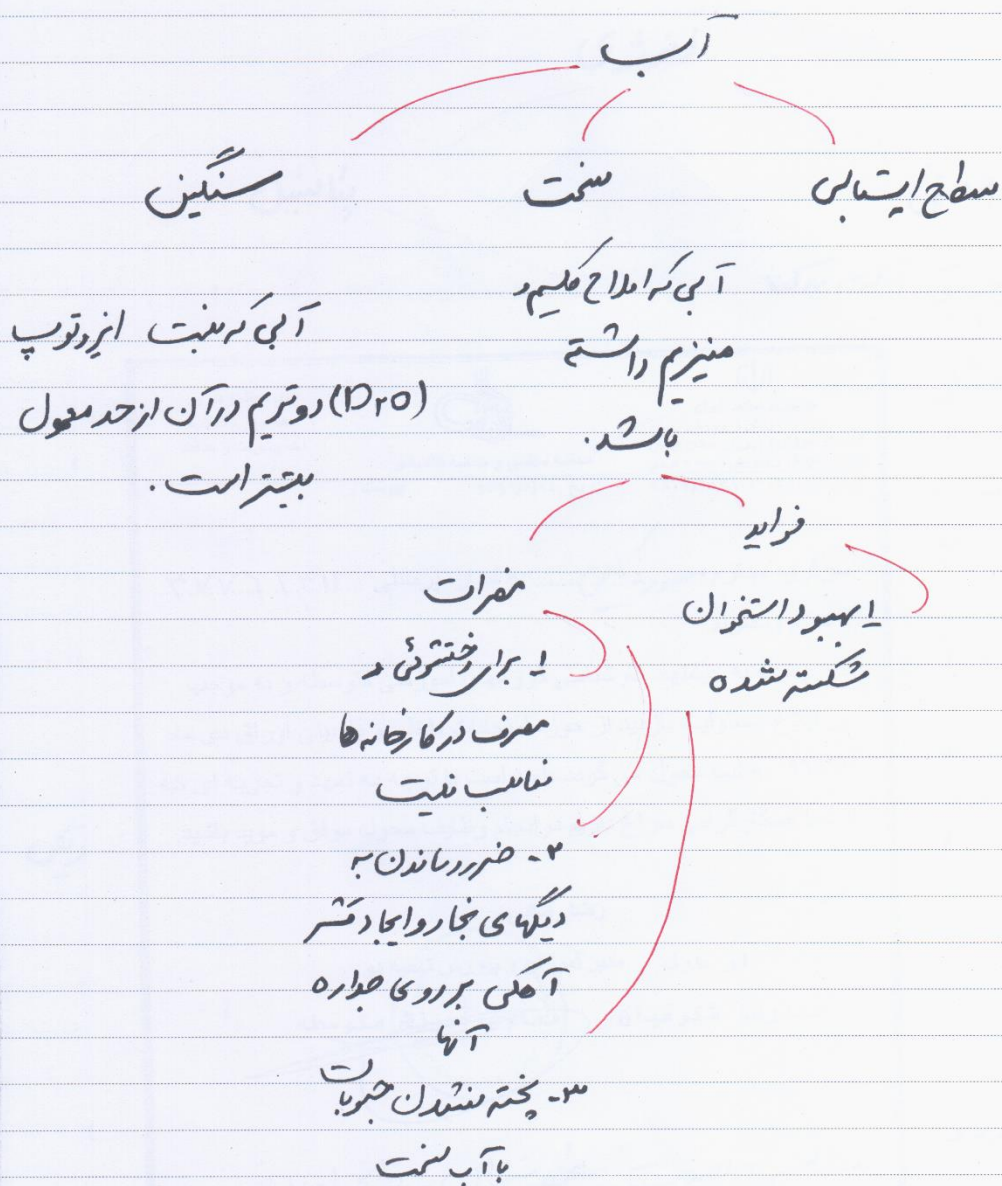 آب
سطح ایستابی
سخت
سنگین
آبی که املاح کلسیم و
منیزیم داشته
باشد.
آبی که نسبت ایزوتوپ
(D۲O) دوتریم در آن از حد معمول
بیشتر است.
فواید
۱_ بهبود استخوان
شکسته شده
مضرات
۱_ برای رختشوئی و
مصرف در کارخانه ها
مناسب نیست
۲- ضرر رساندن به
دیگهای بخار و ایجاد قشر
آهکی بر روی جداره
آنها
۳- پخته نشدن حبوبات
با آب سخت